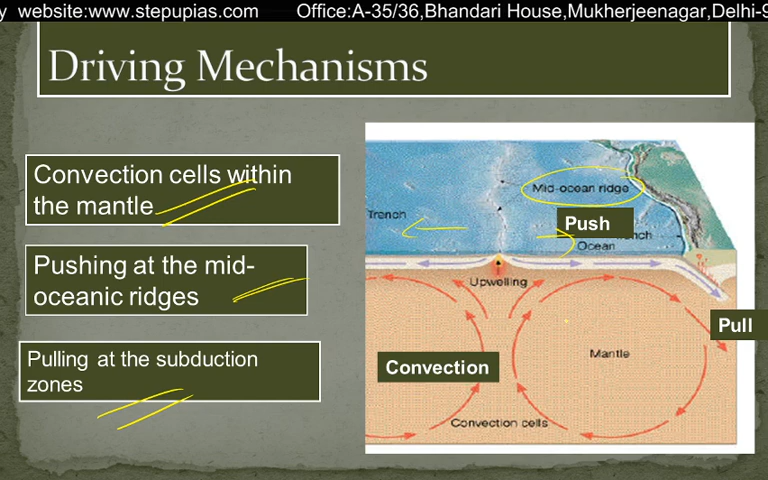 y website:www.stepupias.com Office:A-35/36,Bhandari House,Mukherjeenagar,Delhi-9
Driving Mechanisms
Convection cells within
the mantle
Pushing at the mid-
oceanic ridges
Pulling at the subduction
zones
Mid-ocean ridge
Trench
Push
Ocean
Upwelling
Pull
Mantle
Convection
Convection cells